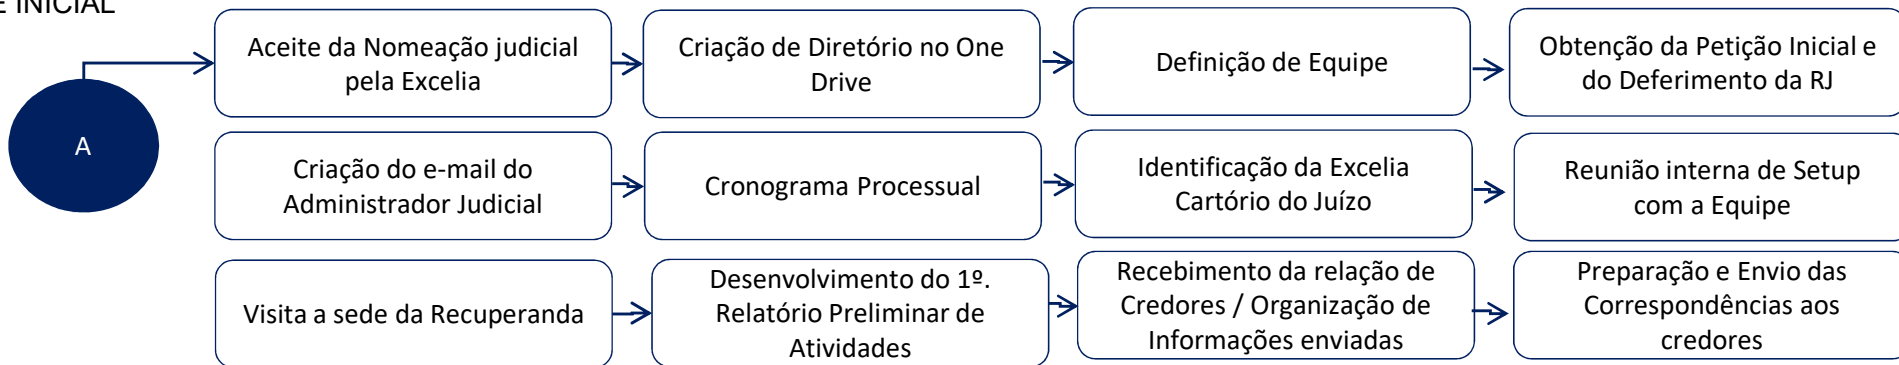 E INICIAL
A
Aceite da Nomeação judicial
pela Excelia
Criação de Diretório no One
Drive
Definição de Equipe
Obtenção da Petição Inicial e
do Deferimento da RJ
Criação do e-mail do
Administrador Judicial
Cronograma Processual
Identificação da Excelia
Cartório do Juízo
Reunião interna de Setup
com a Equipe
Visita a sede da Recuperanda
Desenvolvimento do 1º.
Relatório Preliminar de
Atividades
Recebimento da relação de
Credores / Organização de
Informações enviadas
Preparação e Envio das
Correspondências aos
credores